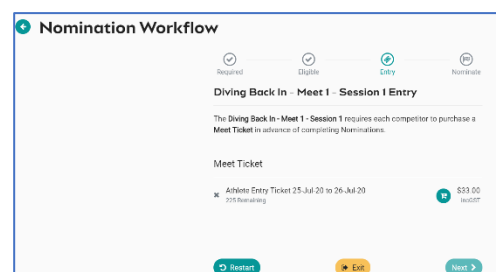 Nomination Workflow
Required Eligible Entry Nominate
Diving Back In - Meet 1 - Session 1 Entry
The Diving Back In - Meet 1 - Session 1 requires each competitor to purchase a
Meet Ticket in advance of completing Nominations.
Meet Ticket
Athlete Entry Ticket 25-Jul-20 to 26-Jul-20 $33.00
225 Remaining incGST
Restart Exit Next